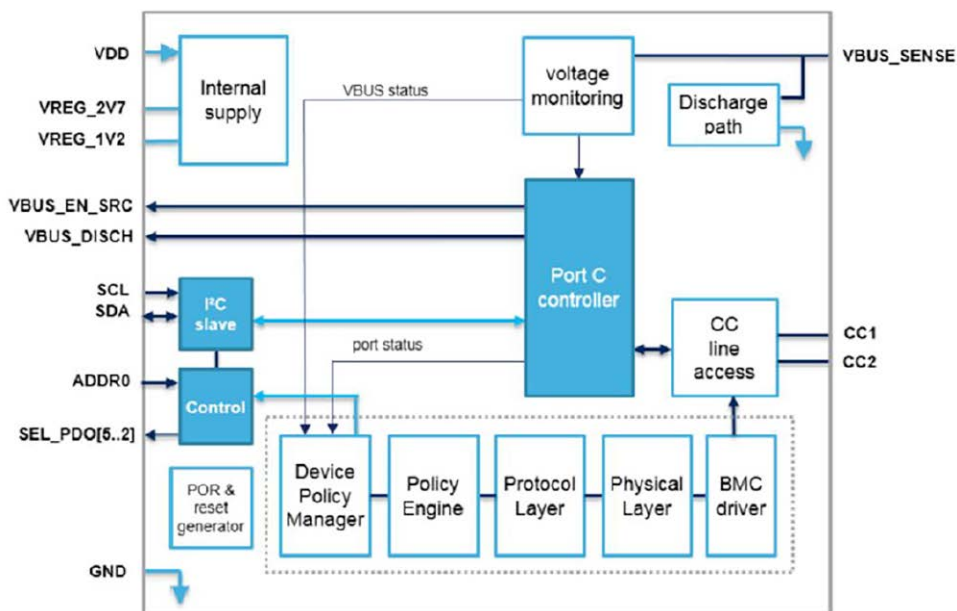 VDD
VREG_2V7
VREG_1V2
Internal
supply
VBUS status
voltage
monitoring
VBUS_SENSE
Discharge
path
VBUS_EN_SRC
VBUS_DISCH
SCL
SDA
I²C
slave
Port C
controller
port status
CC
line
access
CC1
CC2
ADDR0
Control
SEL_PDO[5..2]
POR &
reset
generator
Device
Policy
Manager
Policy
Engine
Protocol
Layer
Physical
Layer
BMC
driver
GND